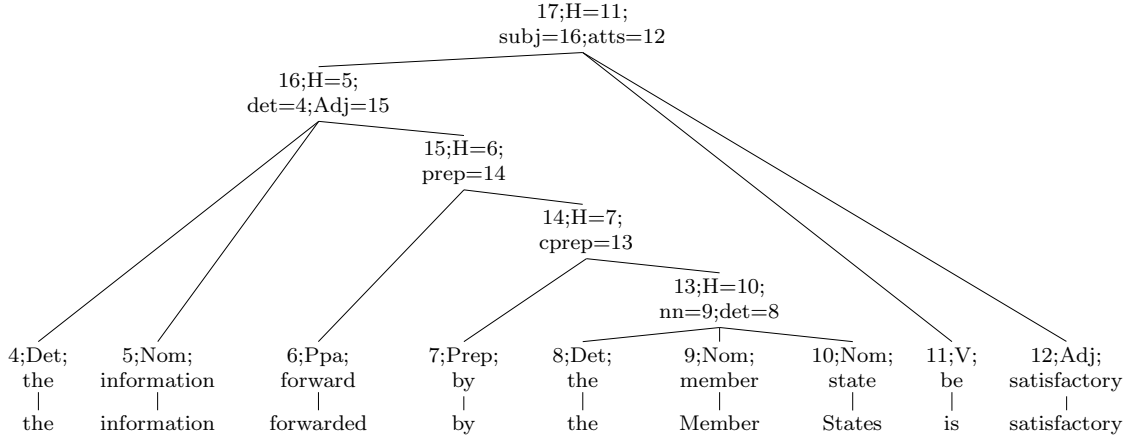 17;H=11;
subj=16;atts=12
16;H=5;
det=4;Adj=15
15;H=6;
prep=14
14;H=7;
cprep=13
13;H=10;
nn=9;det=8
4;Det; 5;Nom; 6;Ppa; 7;Prep; 8;Det; 9;Nom; 10;Nom; 11;V; 12;Adj;
the information forward by the member state be satisfactory
the information forwarded by the Member States is satisfactory